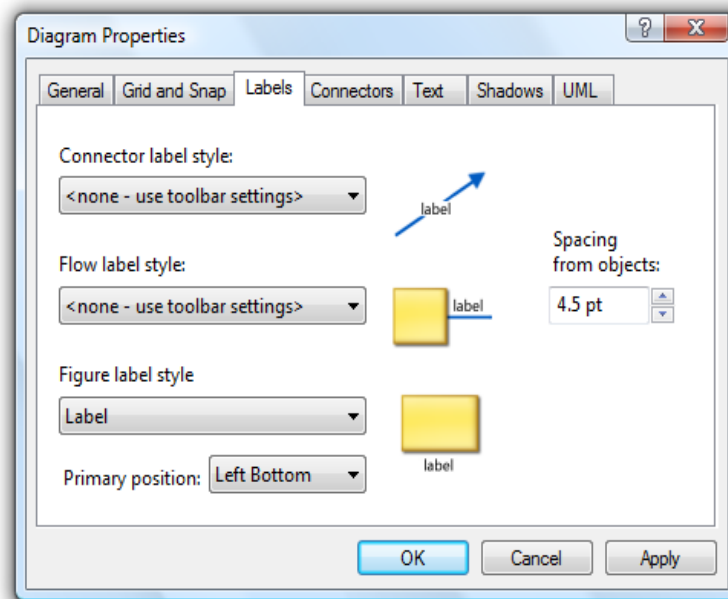 Diagram Properties
?
X
General Grid and Snap Labels Connectors Text Shadows UML
Connector label style:
<none - use toolbar settings>
label
Flow label style:
<none - use toolbar settings>
label
Spacing
from objects:
4.5 pt
Figure label style
Label
label
Primary position: Left Bottom
OK Cancel Apply